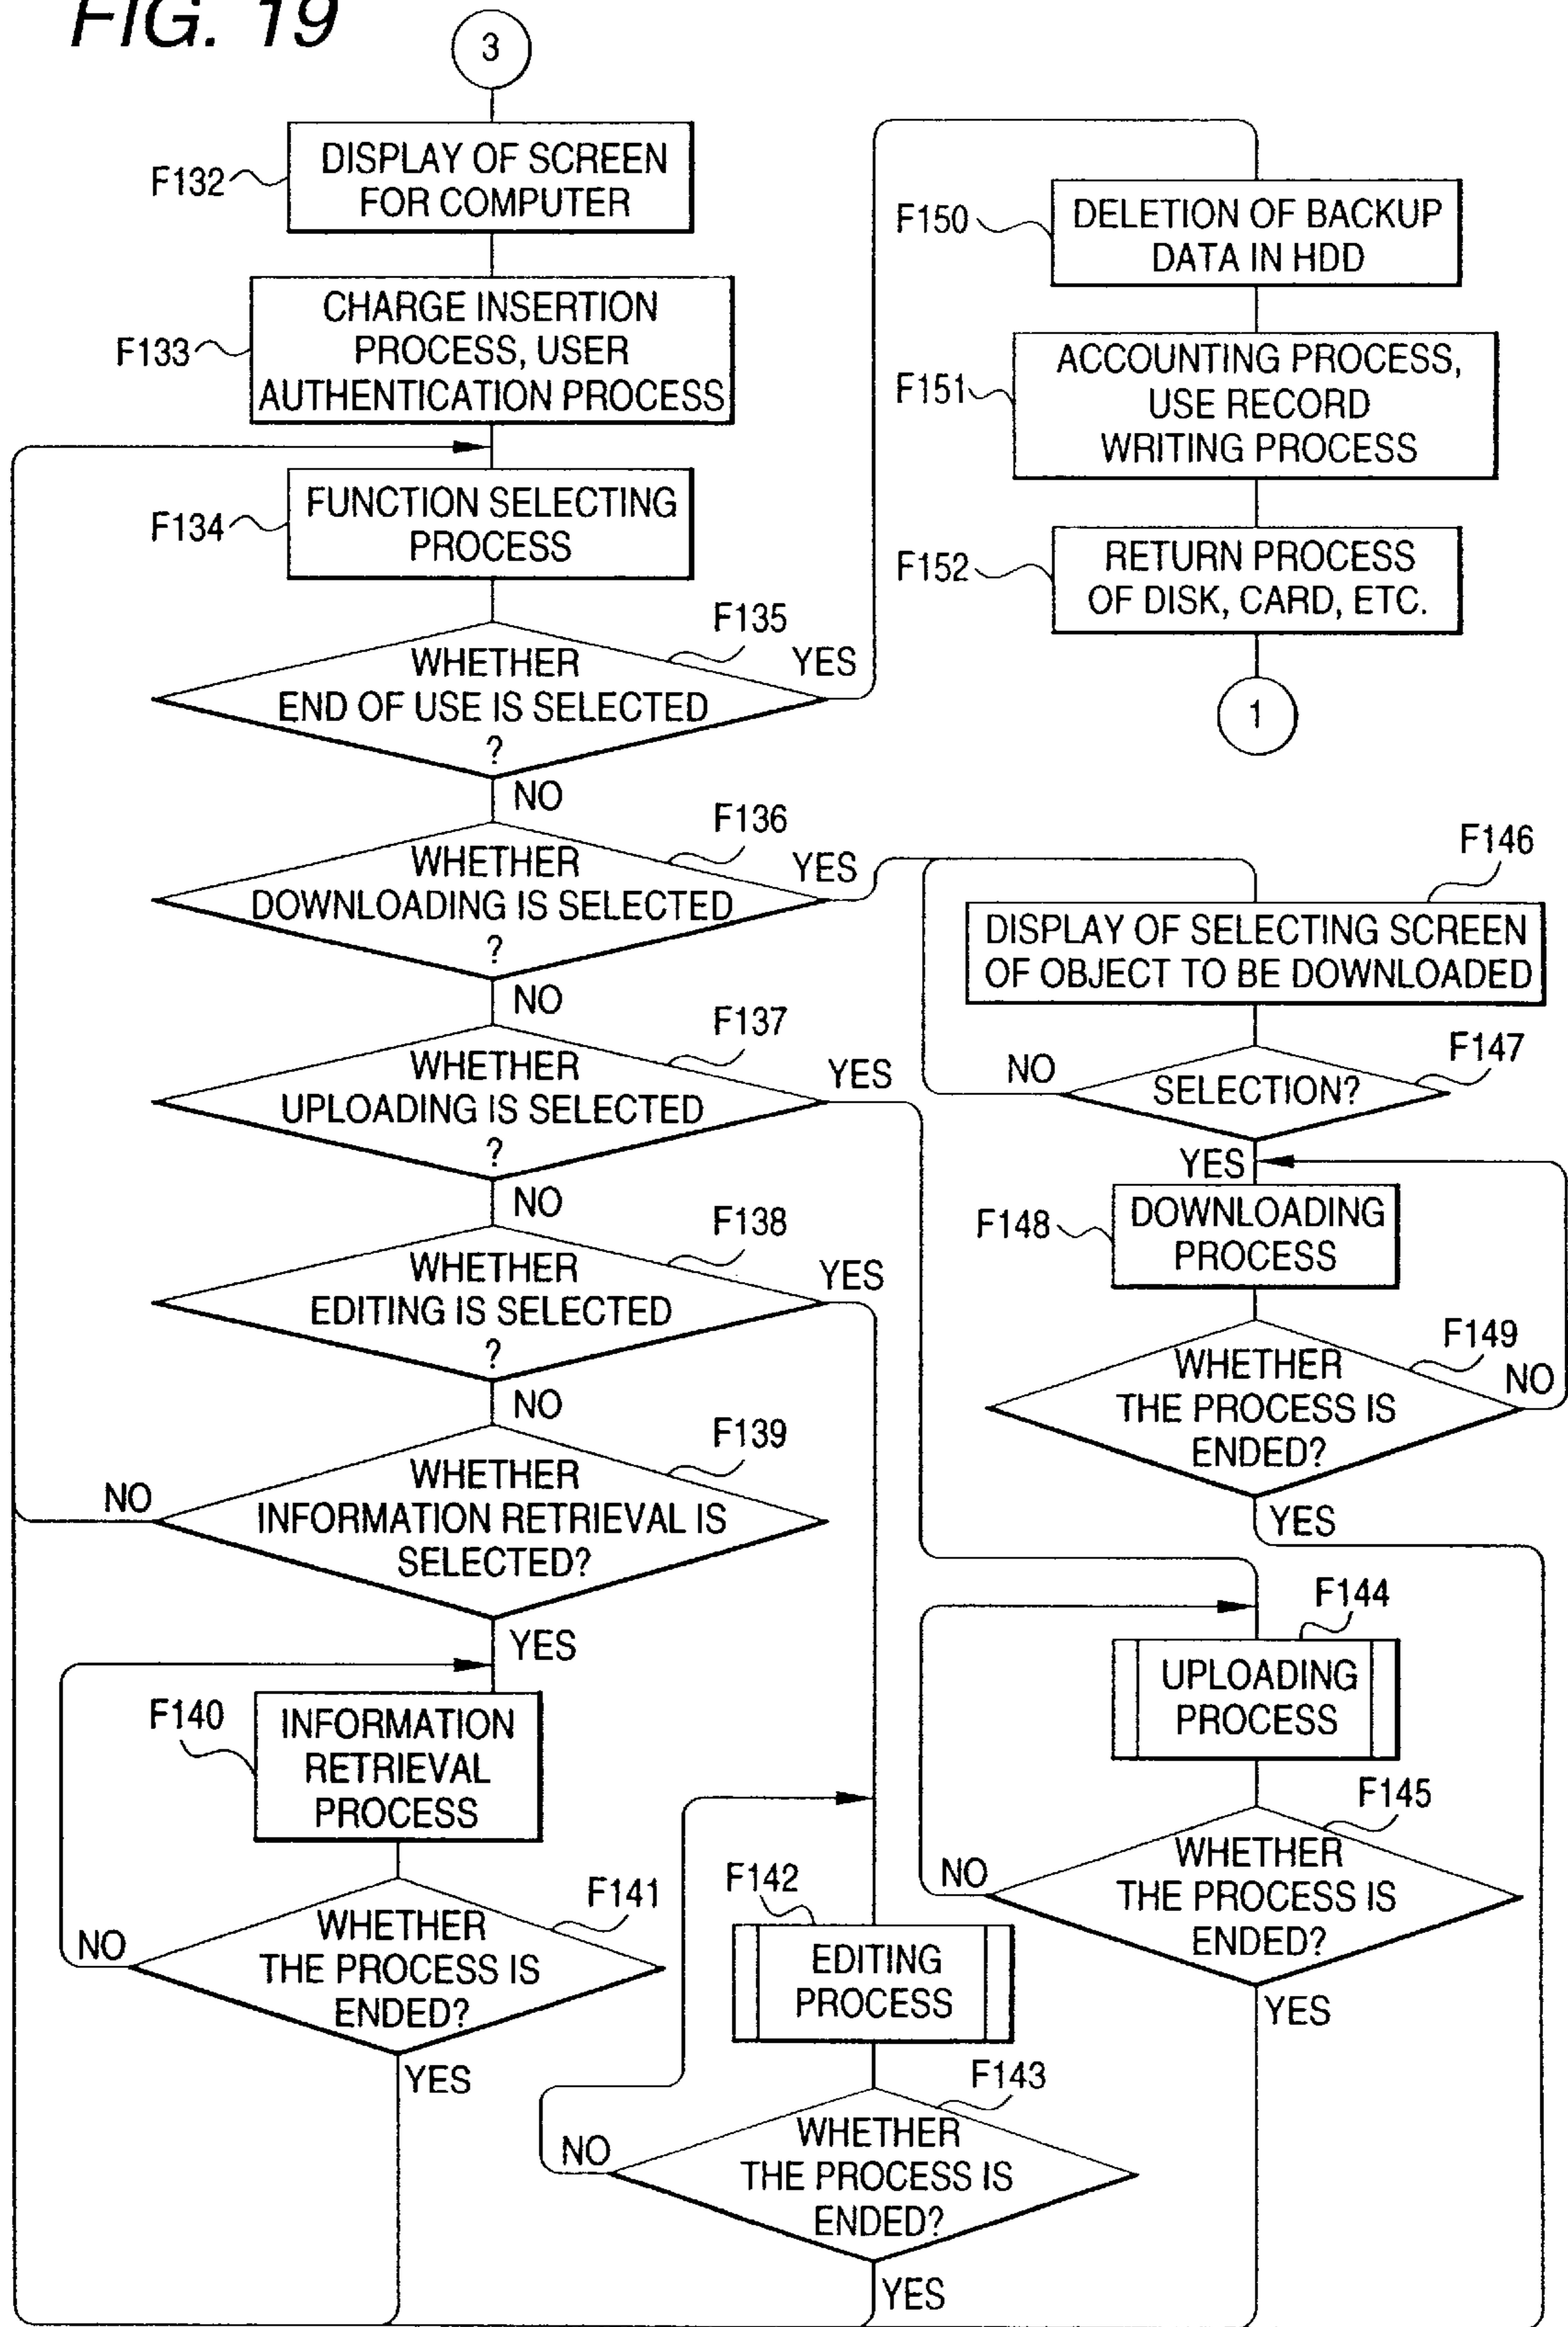 FIG. 19
3
F132
DISPLAY OF SCREEN
FOR COMPUTER
F133
CHARGE INSERTION
PROCESS, USER
AUTHENTICATION PROCESS
F134
FUNCTION SELECTING
PROCESS
F135
WHETHER
END OF USE IS SELECTED
?
YES
NO
F150
DELETION OF BACKUP
DATA IN HDD
F151
ACCOUNTING PROCESS,
USE RECORD
WRITING PROCESS
F152
RETURN PROCESS
OF DISK, CARD, ETC.
1
F136
WHETHER
DOWNLOADING IS SELECTED
?
YES
NO
F137
WHETHER
UPLOADING IS SELECTED
?
YES
NO
F138
WHETHER
EDITING IS SELECTED
?
YES
NO
F139
WHETHER
INFORMATION RETRIEVAL IS
SELECTED?
NO
YES
F146
DISPLAY OF SELECTING SCREEN
OF OBJECT TO BE DOWNLOADED
F147
SELECTION?
NO
YES
F148
DOWNLOADING
PROCESS
F149
WHETHER
THE PROCESS IS
ENDED?
NO
YES
F140
INFORMATION
RETRIEVAL
PROCESS
F141
WHETHER
THE PROCESS IS
ENDED?
NO
YES
F142
EDITING
PROCESS
F143
WHETHER
THE PROCESS IS
ENDED?
NO
YES
F144
UPLOADING
PROCESS
F145
WHETHER
THE PROCESS IS
ENDED?
NO
YES